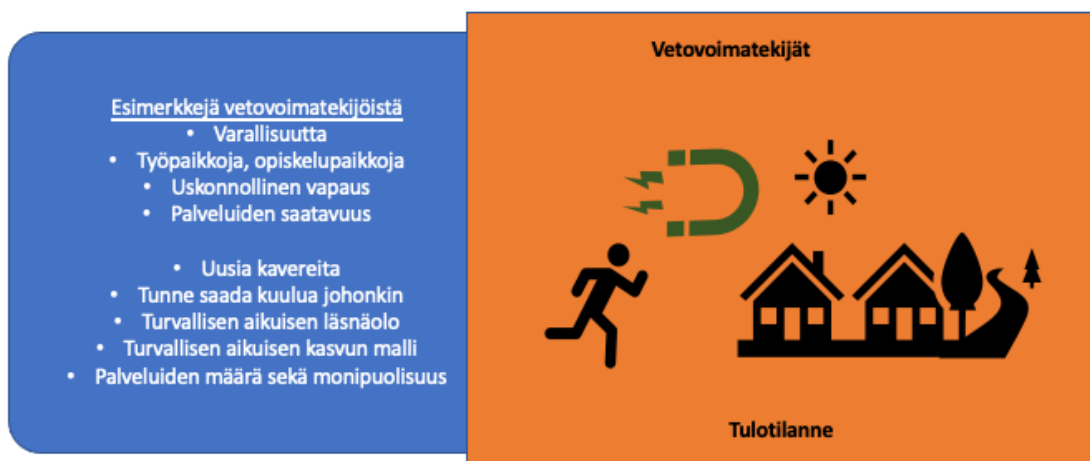 Esimerkkejä vetovoimatekijöistä
• Varallisuutta
• Työpaikkoja, opiskelupaikkoja
• Uskonnollinen vapaus
• Palveluiden saatavuus
• Uusia kavereita
• Tunne saada kuulua johonkin
• Turvallisen aikuisen läsnäolo
• Turvallisen aikuisen kasvun malli
• Palveluiden määrä sekä monipuolisuus
Vetovoimatekijät
Tulotilanne